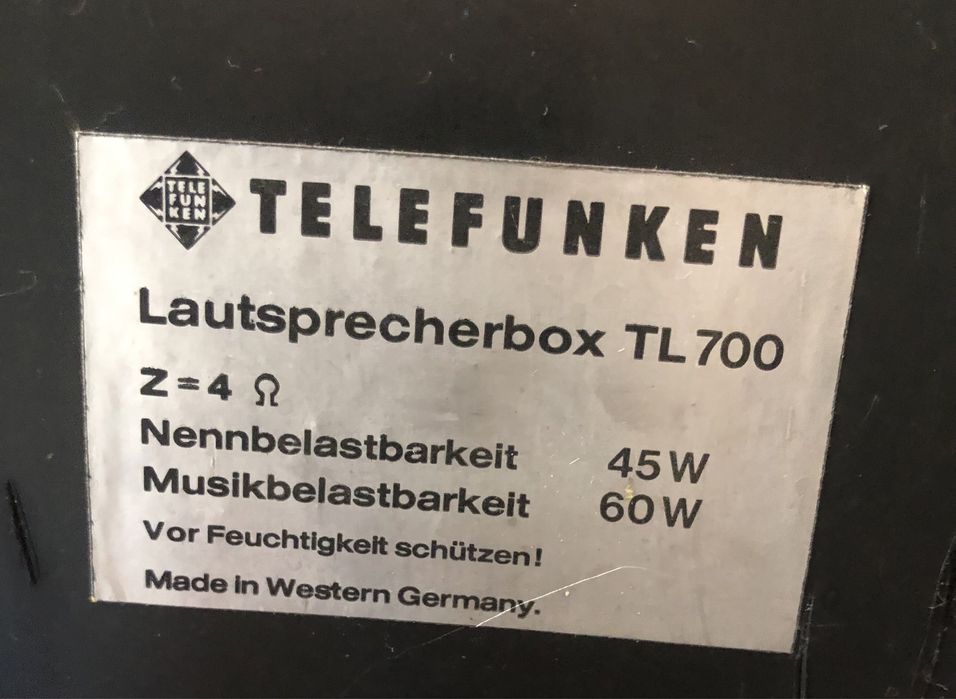 TELE
FUN
KEN
TELEFUNKEN
Lautsprecherbox TL 700
Z = 4 Ω
Nennbelastbarkeit 45 W
Musikbelastbarkeit 60 W
Vor Feuchtigkeit schützen!
Made in Western Germany.